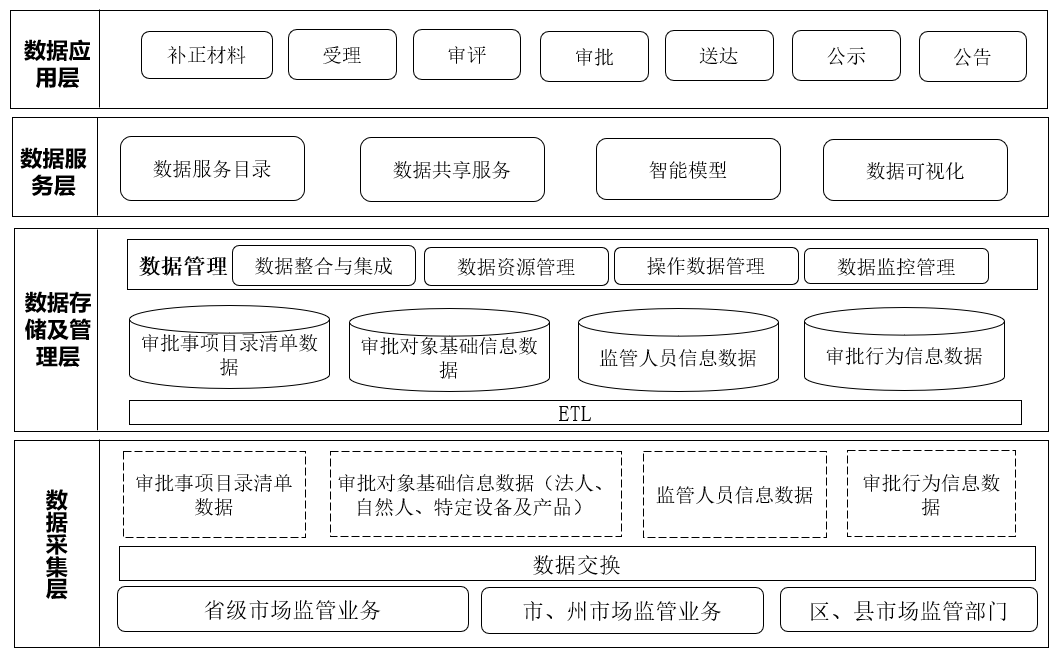 数据应
用层
补正材料
受理
审评
审批
送达
公示
公告
数据服
务层
数据服务目录
数据共享服务
智能模型
数据可视化
数据存
储及管
理层
数据管理
数据整合与集成
数据资源管理
操作数据管理
数据监控管理
审批事项目录清单数
据
审批对象基础信息数
据
监管人员信息数据
审批行为信息数据
ETL
数据采集层
审批事项目录清单
数据
审批对象基础信息数据（法人、
自然人、特定设备及产品）
监管人员信息数据
审批行为信息数
据
数据交换
省级市场监管业务
市、州市场监管业务
区、县市场监管部门